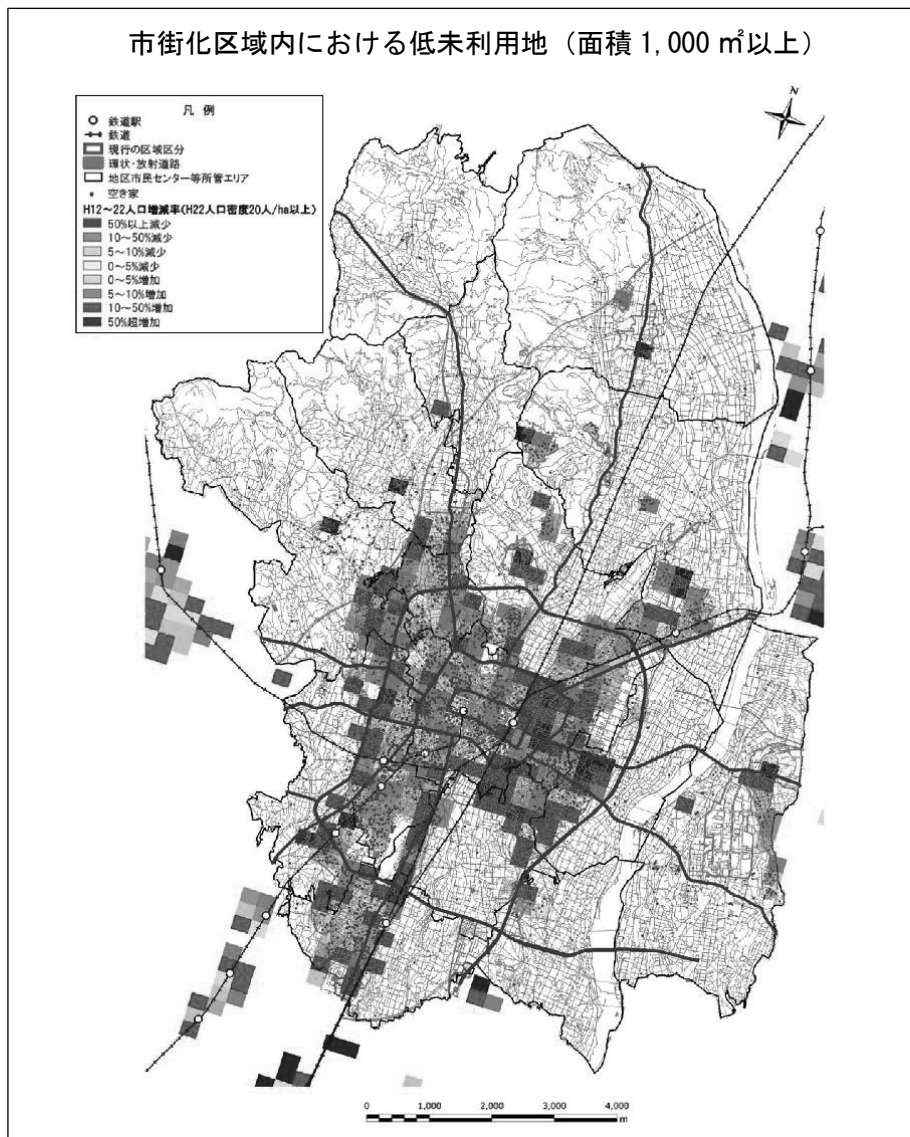 市街化区域内における低未利用地（面積 1,000 ㎡以上）
凡 例
鉄道駅
鉄道
現行の区域区分
環状・放射道路
地区市民センター等所管エリア
空き家
H12～22人口増減率(H22人口密度20人/ha以上)
50%以上減少
10～50%減少
5～10%減少
0～5%減少
0～5%増加
5～10%増加
10～50%増加
50%超増加
N
0 1,000 2,000 3,000 4,000
m